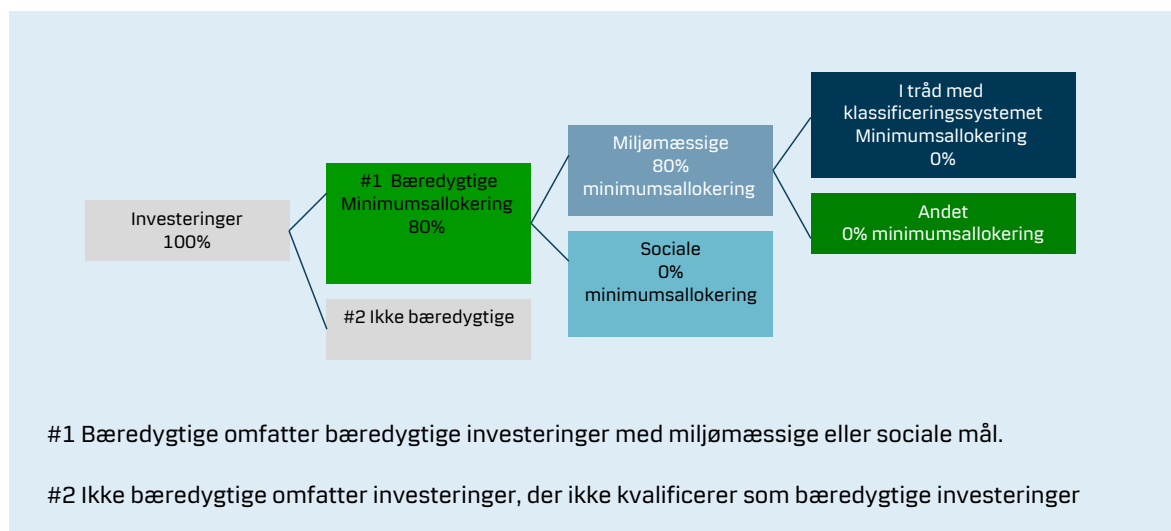 Investeringer
100%
#1 Bæredygtige
Minimumsallokering
80%
#2 Ikke bæredygtige
Miljømæssige
80%
minimumsallokering
Sociale
0%
minimumsallokering
I tråd med
klassificeringssystemet
Minimumsallokering
0%
Andet
0% minimumsallokering
#1 Bæredygtige omfatter bæredygtige investeringer med miljømæssige eller sociale mål.
#2 Ikke bæredygtige omfatter investeringer, der ikke kvalificerer som bæredygtige investeringer